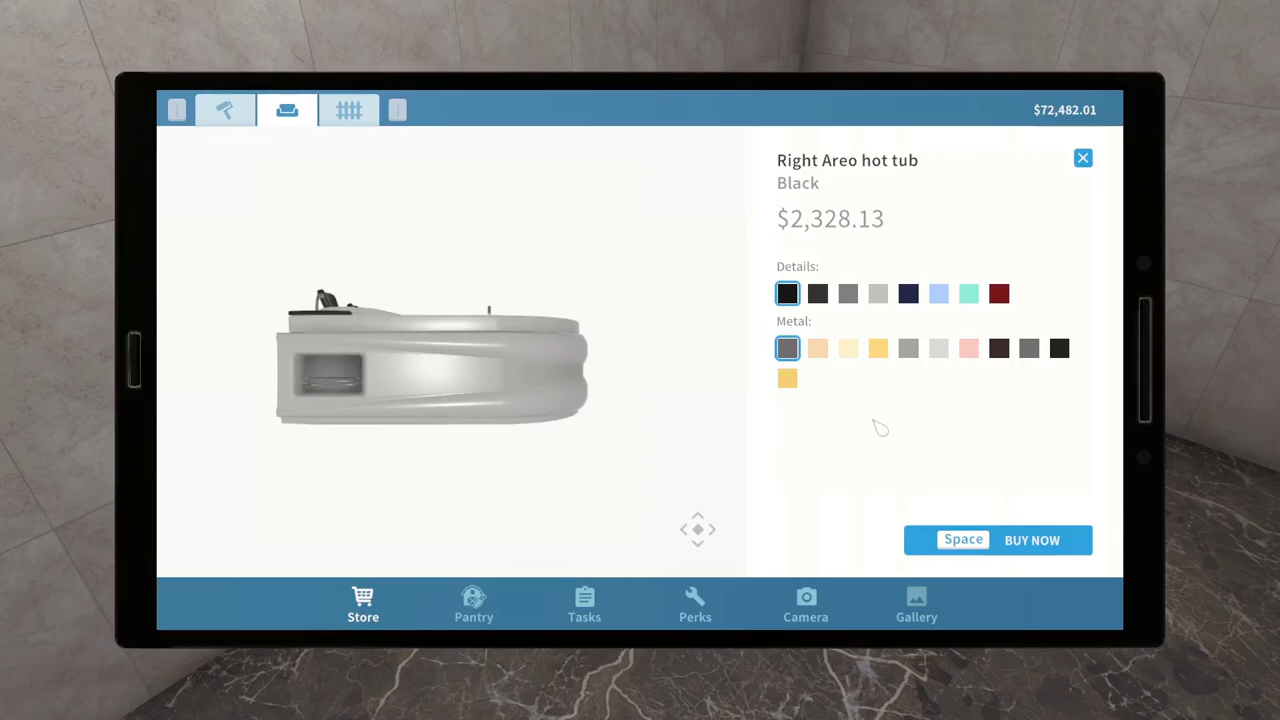 $72,482.01
Right Areo hot tub
Black
$2,328.13
Details:
Metal:
Space BUY NOW
Store Pantry Tasks Perks Camera Gallery